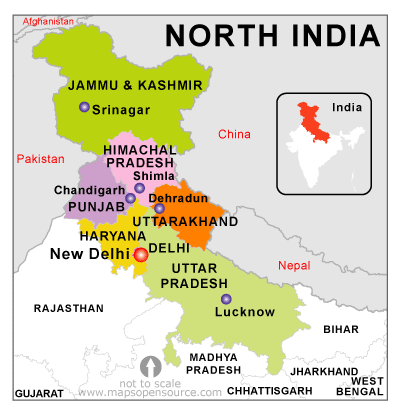 Afghanistan
NORTH INDIA
JAMMU & KASHMIR
Srinagar
India
China
Pakistan
HIMACHAL
PRADESH
Shimla
Chandigarh
PUNJAB
Dehradun
UTTARAKHAND
HARYANA
DELHI
New Delhi
Nepal
UTTAR
PRADESH
Lucknow
RAJASTHAN
BIHAR
MADHYA
PRADESH
JHARKHAND
WEST
BENGAL
CHHATTISGARH
GUJARAT
not to scale
www.mapsopensource.com